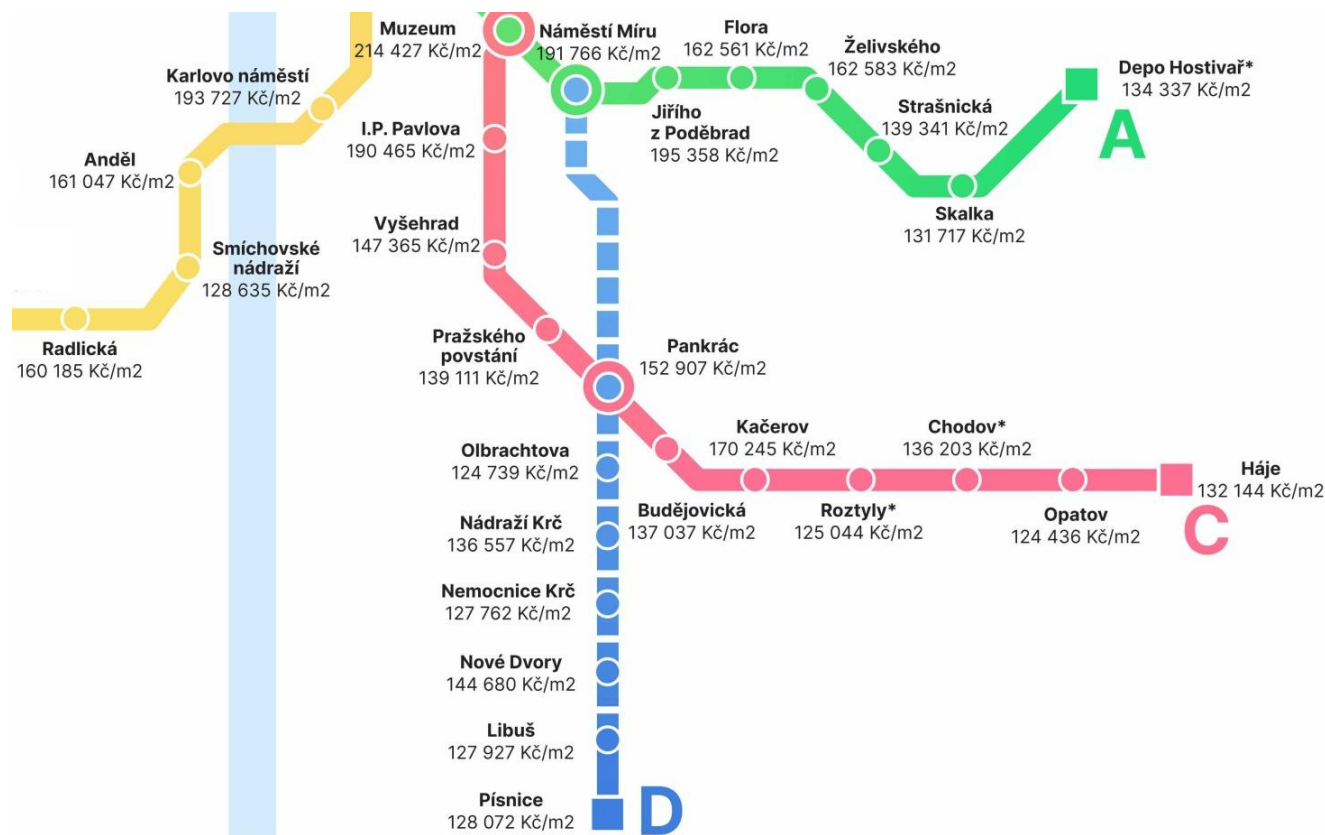 Muzeum
214 427 Kč/m2
Náměstí Míru
191 766 Kč/m2
Flora
162 561 Kč/m2
Želivského
162 583 Kč/m2
Depo Hostivař*
134 337 Kč/m2
Karlovo náměstí
193 727 Kč/m2
Strašnická
139 341 Kč/m2
Jiřího
z Poděbrad
195 358 Kč/m2
A
I.P. Pavlova
190 465 Kč/m2
Anděl
161 047 Kč/m2
Skalka
131 717 Kč/m2
Vyšehrad
147 365 Kč/m2
Smíchovské
nádraží
128 635 Kč/m2
Radlická
160 185 Kč/m2
Pražského
povstání
139 111 Kč/m2
Pankrác
152 907 Kč/m2
Kačerov
170 245 Kč/m2
Chodov*
136 203 Kč/m2
Olbrachtova
124 739 Kč/m2
Háje
132 144 Kč/m2
Budějovická
137 037 Kč/m2
Roztyly*
125 044 Kč/m2
Opatov
124 436 Kč/m2
C
Nádraží Krč
136 557 Kč/m2
Nemocnice Krč
127 762 Kč/m2
Nové Dvory
144 680 Kč/m2
Libuš
127 927 Kč/m2
Písnice
128 072 Kč/m2
D